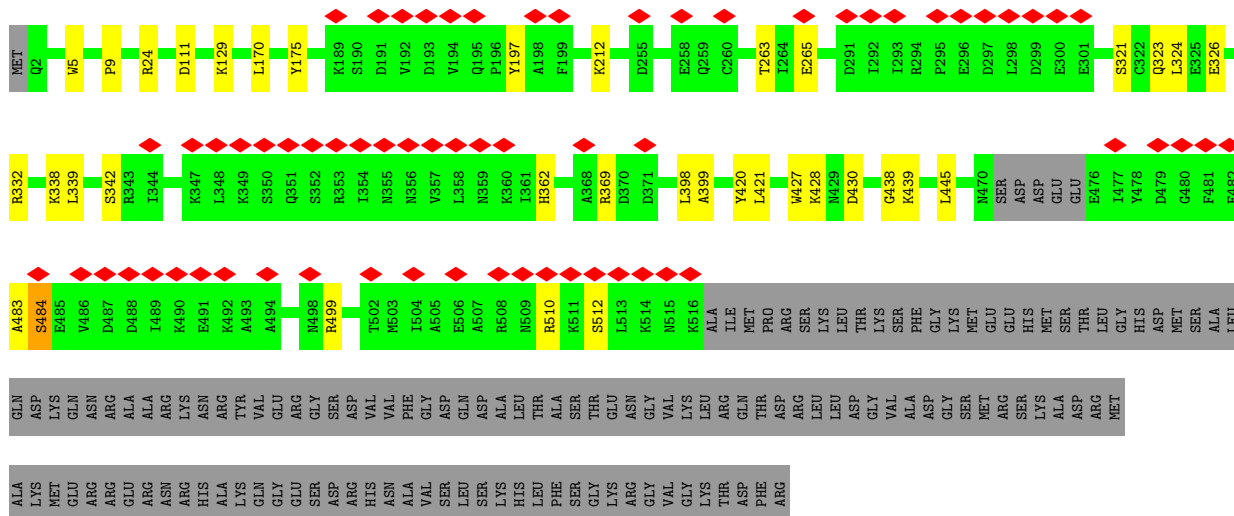 MET Q2 W5 P9 R24 D111 K129 L170 Y175 K189 S190 D191 V192 D193 V194 Q195 P196 Y197 A198 F199 K212 D255 E258 Q259 C260 T263 I264 E265 D291 I292 I293 R294 P295 E296 D297 L298 D299 E300 E301 S321 C322 Q323 L324 E325 E326
R332 K338 L339 S342 R343 I344 K347 L348 K349 S350 Q351 S352 R353 I354 N355 N356 V357 L358 N359 K360 I361 H362 A368 R369 D370 D371 L398 A399 Y420 L421 W427 K428 N429 D430 G438 K439 L445 N470 SER ASP ASP GLU GLU E476 I477 Y478 D479 G480 F481 E482
A483 S484 E485 V486 D487 D488 I489 K490 E491 K492 A493 A494 N498 R499 T502 M503 I504 A505 E506 A507 R508 N509 R510 K511 S512 L513 K514 N515 K516 ALA ILE MET PRO ARG SER LYS LEU THR LYS SER PHE GLY LYS MET GLU GLU HIS MET SER THR LEU GLY HIS ASP MET SER ALA LEU
GLN ASP LYS GLN ASN ARG ALA ALA ARG LYS ASN ARG TYR VAL GLU ARG GLY SER ASP VAL VAL PHE GLY ASP GLN ASP ALA LEU THR ALA SER THR GLU ASN GLY VAL LYS LEU ARG GLN THR ASP ARG LEU LEU ASP GLY VAL ALA ASP GLY SER MET ARG SER LYS ALA ASP ARG MET
ALA LYS MET GLU ARG ARG GLU ARG ASN ARG HIS ALA LYS GLN GLY GLU SER ASP ARG HIS ASN ALA VAL SER LEU SER LYS HIS LEU PHE SER GLY LYS ARG GLY VAL GLY LYS THR ASP PHE ARG